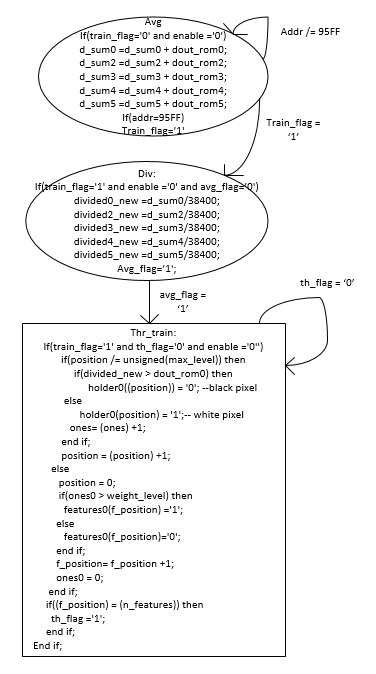 Avg
If(train_flag='0' and enable ='0')
d_sum0 =d_sum0 + dout_rom0;
d_sum2 =d_sum2 + dout_rom2;
d_sum3 =d_sum3 + dout_rom3;
d_sum4 =d_sum4 + dout_rom4;
d_sum5 =d_sum5 + dout_rom5;
If(addr=95FF)
Train_flag='1'
Addr /= 95FF
Train_flag =
'1'
Div:
If(train_flag='1' and enable ='0' and avg_flag='0')
divided0_new =d_sum0/38400;
divided2_new =d_sum2/38400;
divided3_new =d_sum3/38400;
divided4_new =d_sum4/38400;
divided5_new =d_sum5/38400;
Avg_flag='1';
avg_flag =
'1'
th_flag = '0'
Thr_train:
If(train_flag='1' and th_flag='0' and enable ='0'')
if(position /= unsigned(max_level)) then
if(divided_new > dout_rom0) then
holder0((position)) = '0'; --black pixel
else
holder0(position) = '1';-- white pixel
ones= (ones) +1;
end if;
position = (position) +1;
else
position = 0;
if(ones0 > weight_level) then
features0(f_position) ='1';
else
features0(f_position)='0';
end if;
f_position= f_position +1;
ones0 = 0;
end if;
if((f_position) = (n_features)) then
th_flag ='1';
end if;
End if;